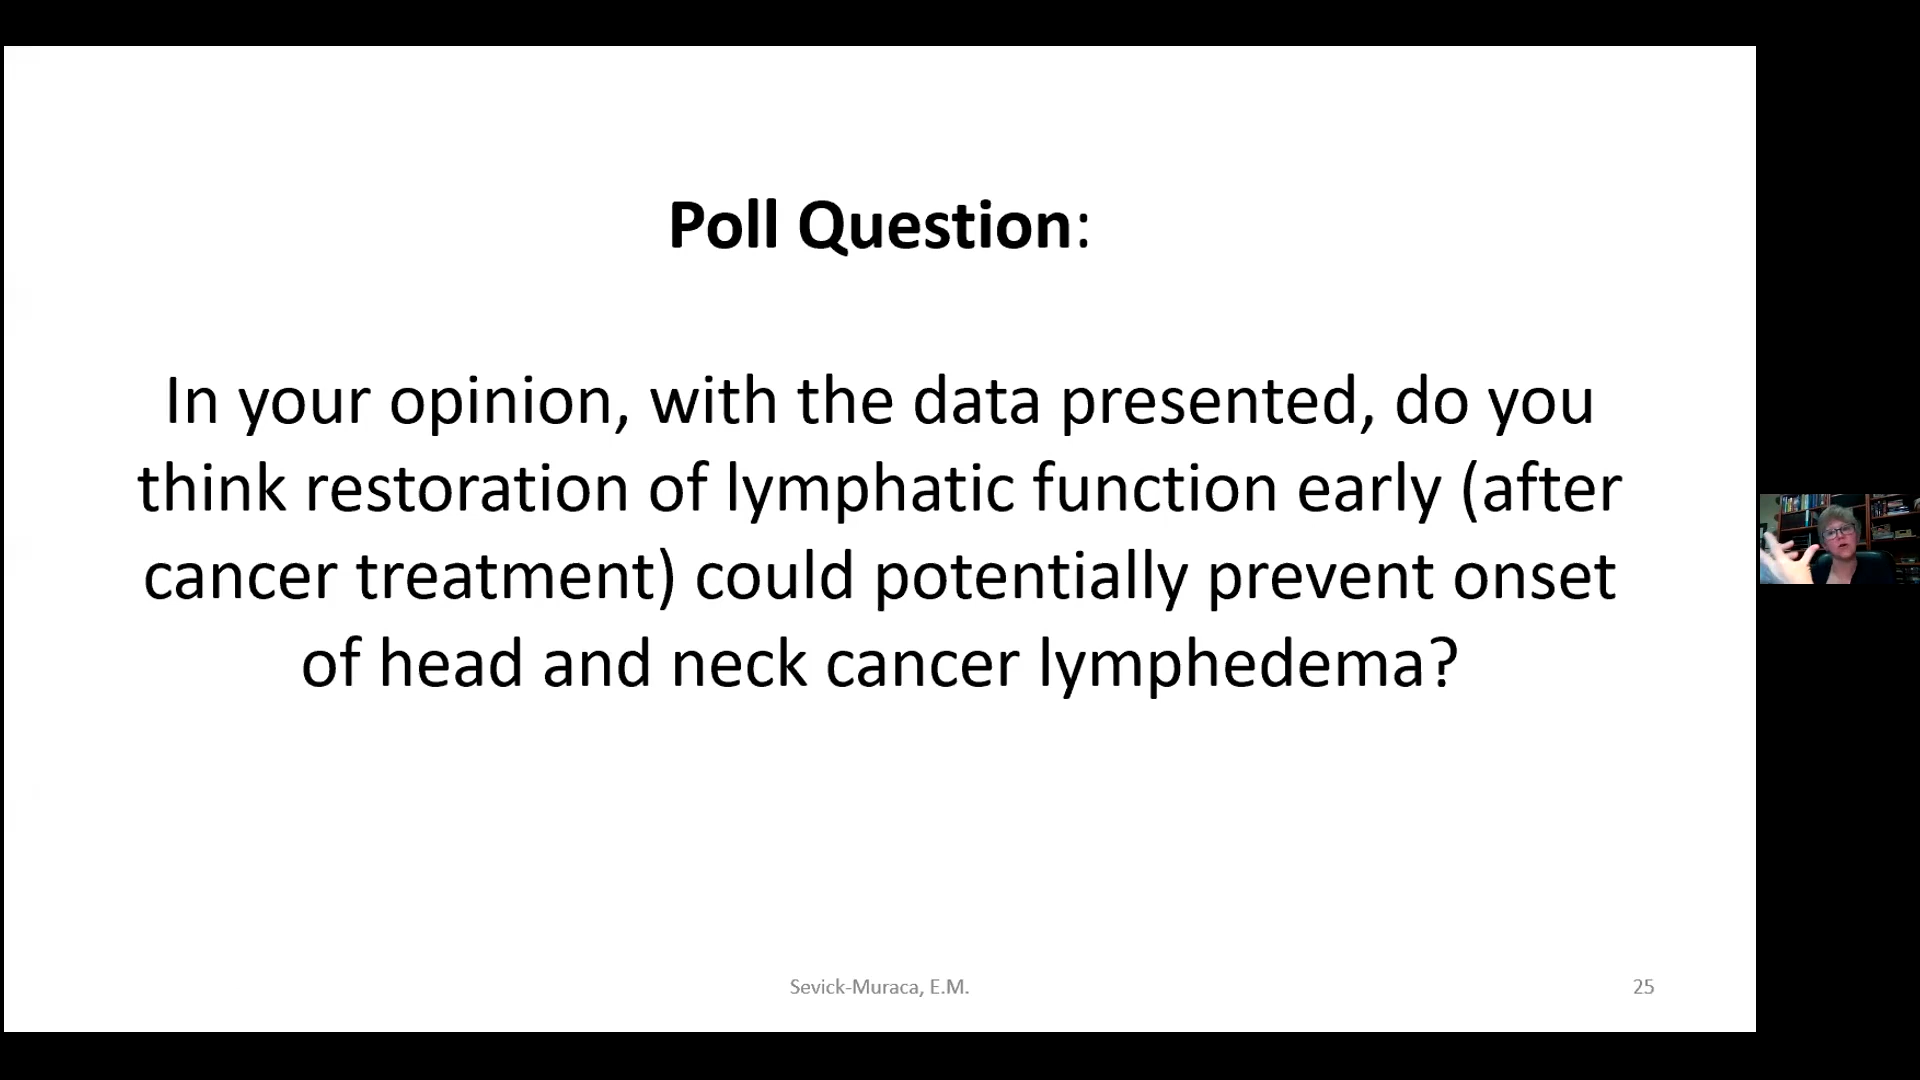 Poll Question:
In your opinion, with the data presented, do you
think restoration of lymphatic function early (after
cancer treatment) could potentially prevent onset
of head and neck cancer lymphedema?
Sevick-Muraca, E.M.
25